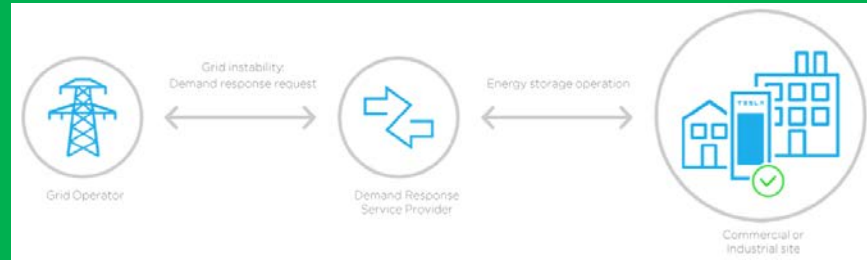 Grid instability:
Demand response request
Energy storage operation
TESLA
Grid Operator
Demand Response
Service Provider
Commercial or
Industrial site